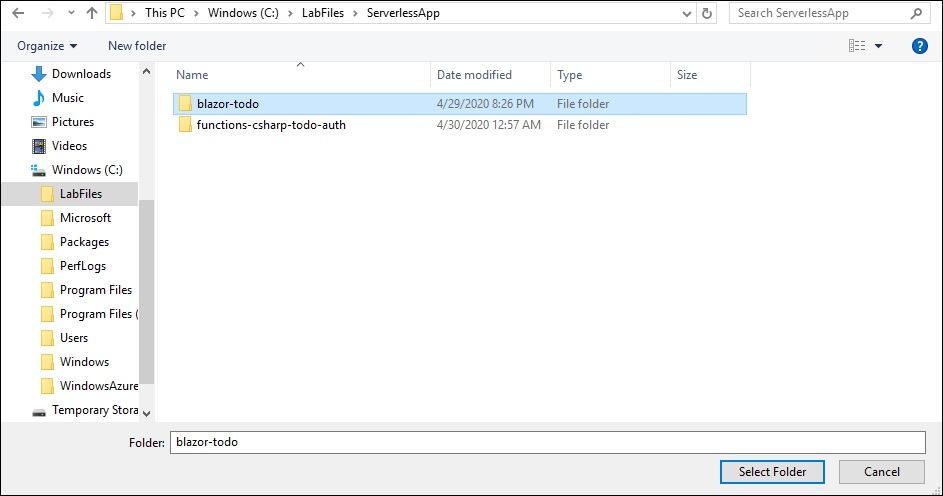 This PC > Windows (C:) > LabFiles > ServerlessApp
Search ServerlessApp
Organize
New folder
?
Name
Date modified
Type
Size
Downloads
Music
Pictures
Videos
Windows (C:)
LabFiles
Microsoft
Packages
PerfLogs
Program Files
Program Files (
Users
Windows
WindowsAzure
Temporary Stora
blazor-todo 4/29/2020 8:26 PM File folder
functions-csharp-todo-auth 4/30/2020 12:57 AM File folder
Folder: blazor-todo
Select Folder
Cancel